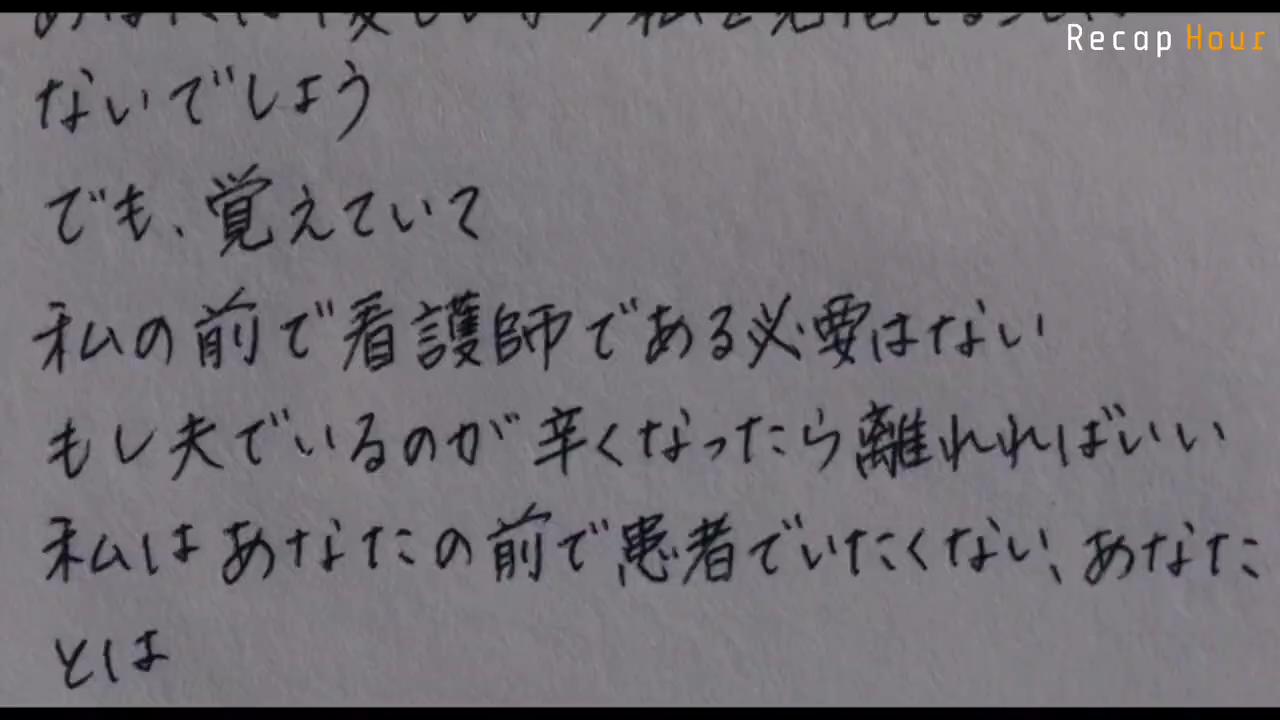 Recap Hour
ないでしょう
でも、覚えていて
私の前で看護師である必要はない
もし夫でいるのが辛くなったら離れればいい
私はあなたの前で患者でいたくない、あなた
とは